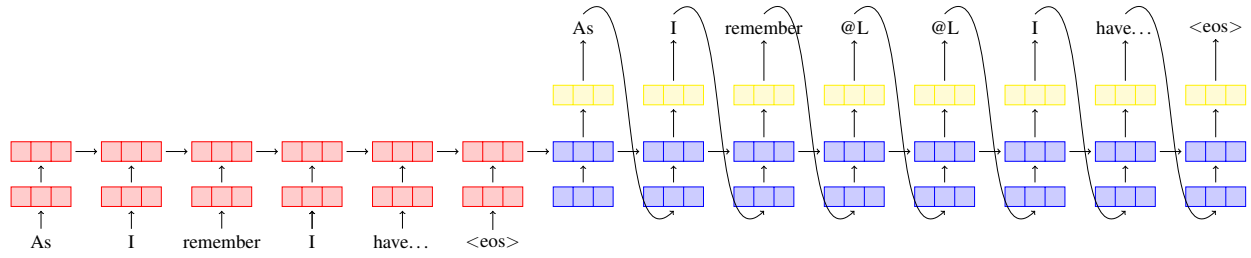 As I remember @L @L I have... <eos>
As I remember I have... <eos>